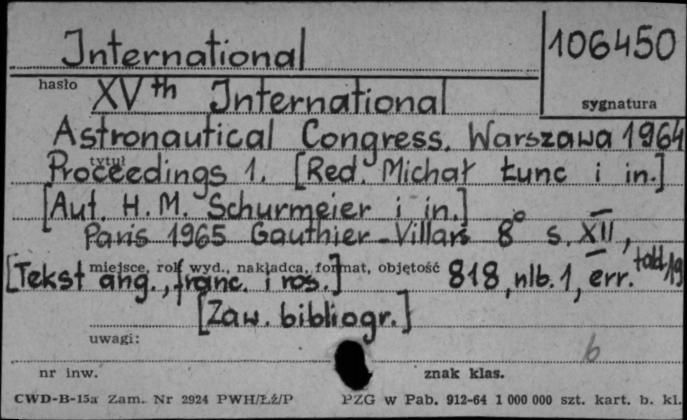 International
106450
hasło
XVth International
sygnatura
Astronautical Congress. Warszawa 1964
tytuł
Proceedings 1. [Red. Michał Łunc i in.]
[Aut. H. M. Schurmeier i in.]
Paris 1965 Gauthier-Villars 8° s. XII,
miejsce, rok wyd., nakładca, format, objętość
[Tekst ang., franc. i ros.] 818, nlb. 1, err. tabl. 19
[Zaw. bibliogr.]
uwagi:
b
nr inw.
znak klas.
CWD-B-15a Zam. Nr 2924 PWH/Łź/P
PZG w Pab. 912-64 1 000 000 szt. kart. b. kl.